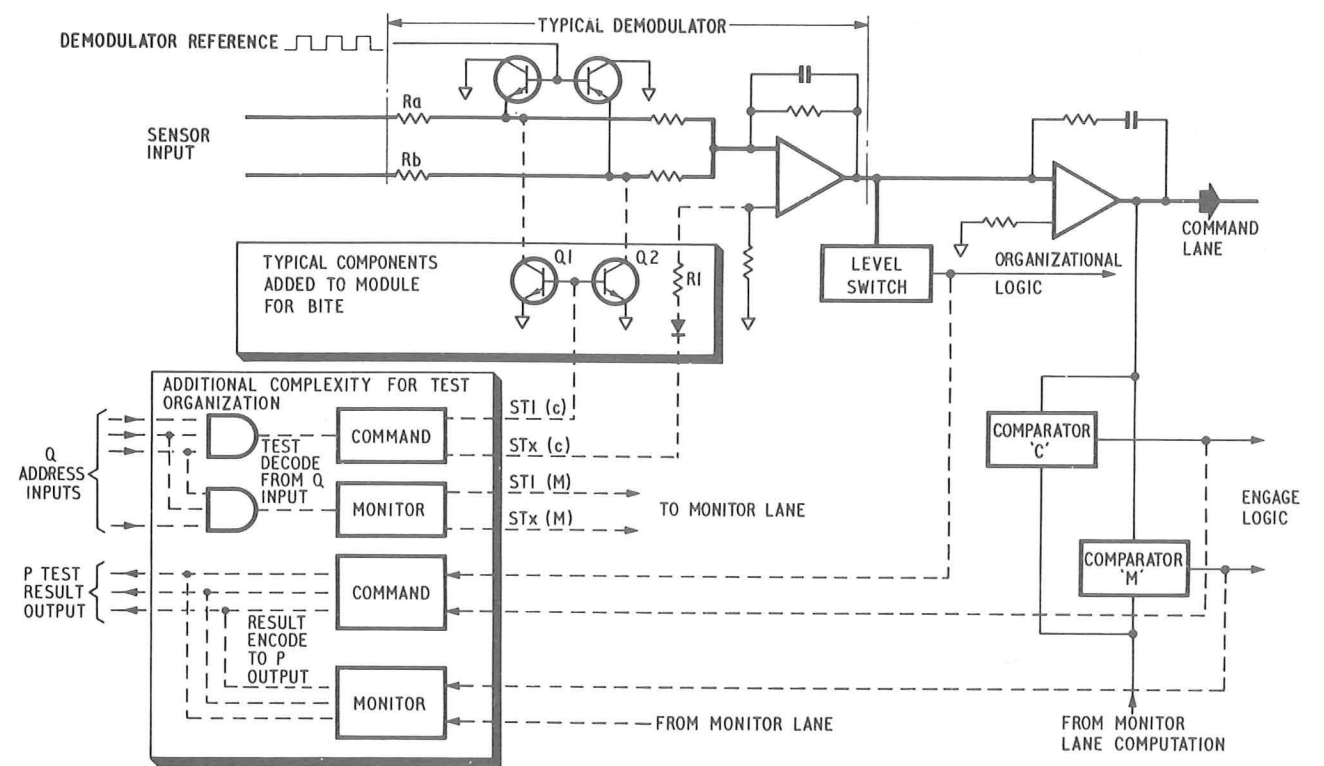 TYPICAL DEMODULATOR
DEMODULATOR REFERENCE
Ra
SENSOR
INPUT
Rb
COMMAND
LANE
TYPICAL COMPONENTS
ADDED TO MODULE
FOR BITE
Q1
Q2
R1
LEVEL
SWITCH
ORGANIZATIONAL
LOGIC
ADDITIONAL COMPLEXITY FOR TEST
ORGANIZATION
Q
ADDRESS
INPUTS
TEST
DECODE
FROM Q
INPUT
COMMAND
ST1 (c)
STx (c)
MONITOR
ST1 (M)
STx (M)
TO MONITOR LANE
COMPARATOR
'C'
ENGAGE
LOGIC
COMPARATOR
'M'
P TEST
RESULT
OUTPUT
COMMAND
RESULT
ENCODE
TO P
OUTPUT
MONITOR
FROM MONITOR LANE
FROM MONITOR
LANE COMPUTATION